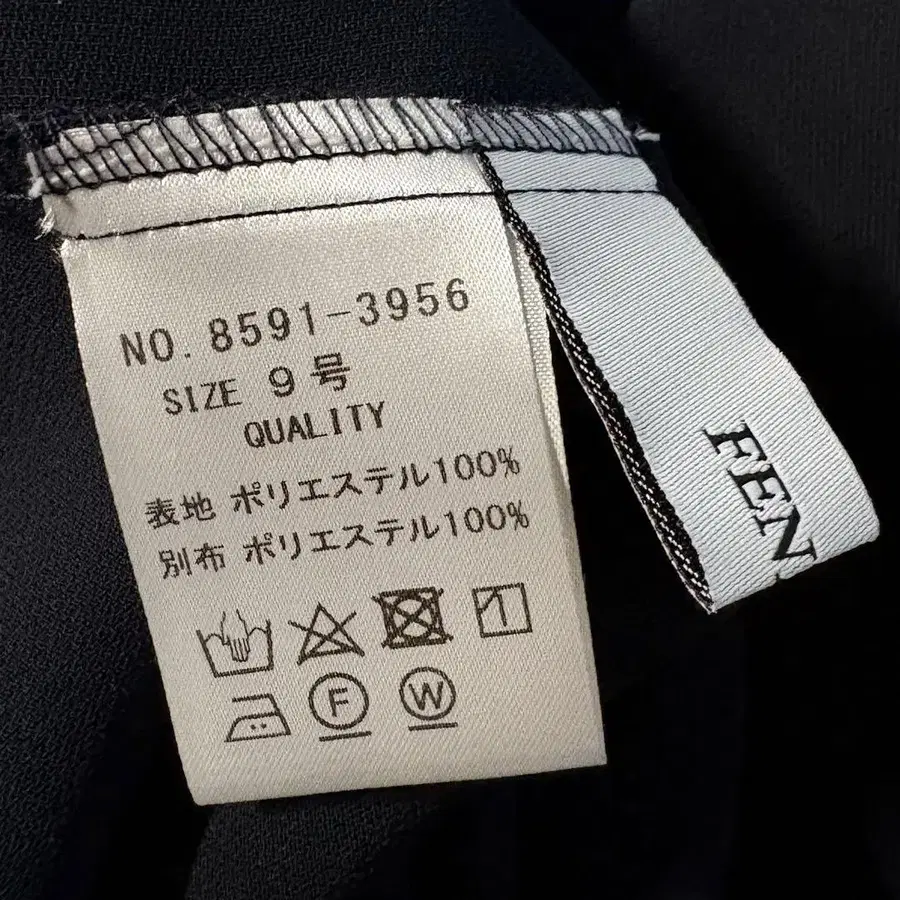 NO. 8591-3956
SIZE 9号
QUALITY
表地 ポリエステル100%
別布 ポリエステル100%
F W
FEN